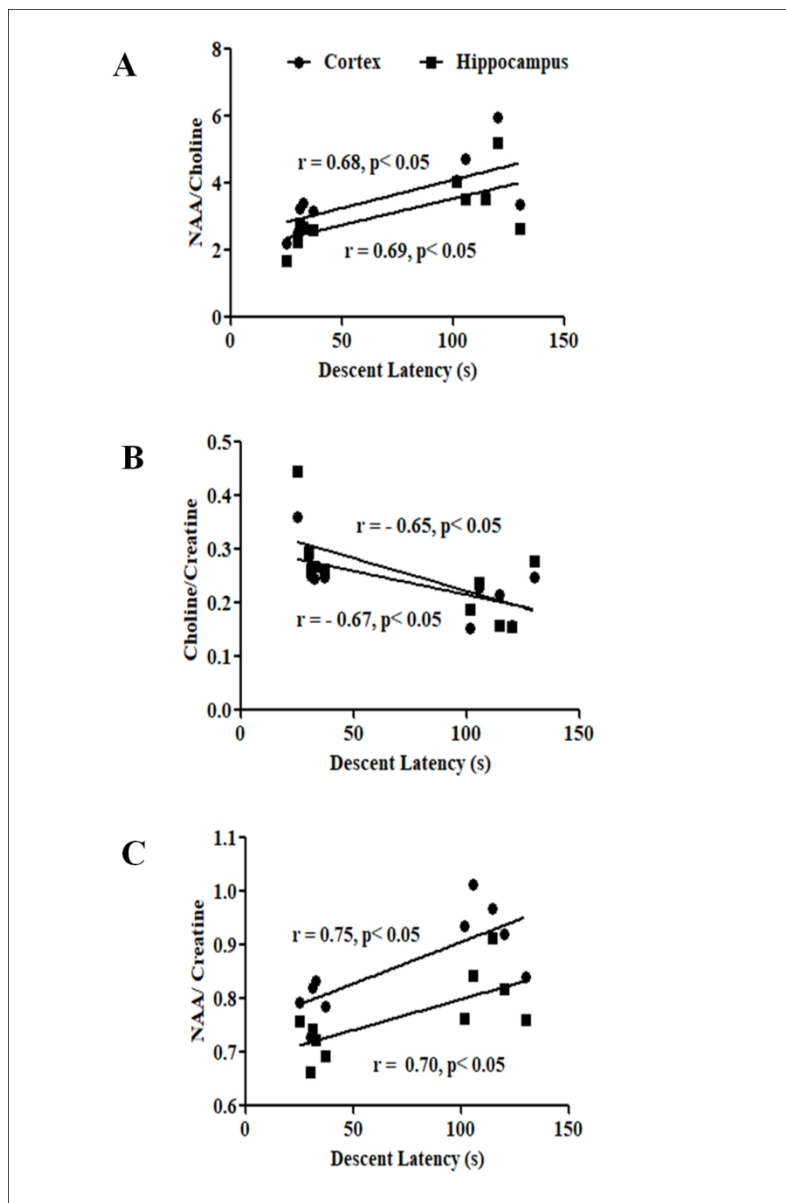 A
Cortex Hippocampus
8
6
4
2
0
NAA/Choline
r = 0.68, p< 0.05
r = 0.69, p< 0.05
0 50 100 150
Descent Latency (s)
B
0.5
0.4
0.3
0.2
0.1
0.0
Choline/Creatine
r = - 0.65, p< 0.05
r = - 0.67, p< 0.05
0 50 100 150
Descent Latency (s)
C
1.1
1.0
0.9
0.8
0.7
0.6
NAA/ Creatine
r = 0.75, p< 0.05
r = 0.70, p< 0.05
0 50 100 150
Descent Latency (s)